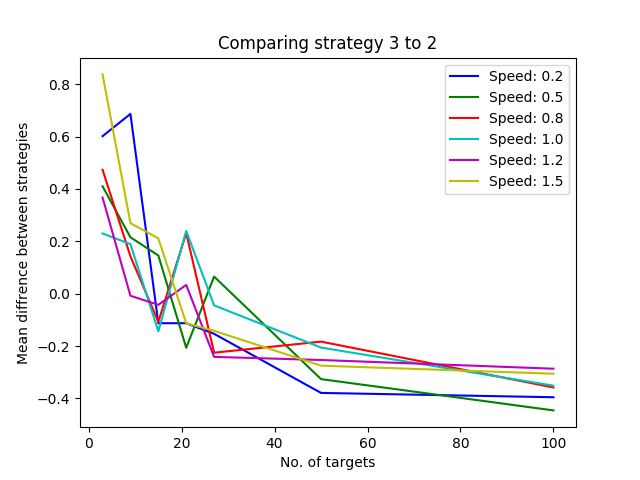 Comparing strategy 3 to 2
Mean diffrence between strategies
0.8
0.6
0.4
0.2
0.0
−0.2
−0.4
Speed: 0.2
Speed: 0.5
Speed: 0.8
Speed: 1.0
Speed: 1.2
Speed: 1.5
0 20 40 60 80 100
No. of targets